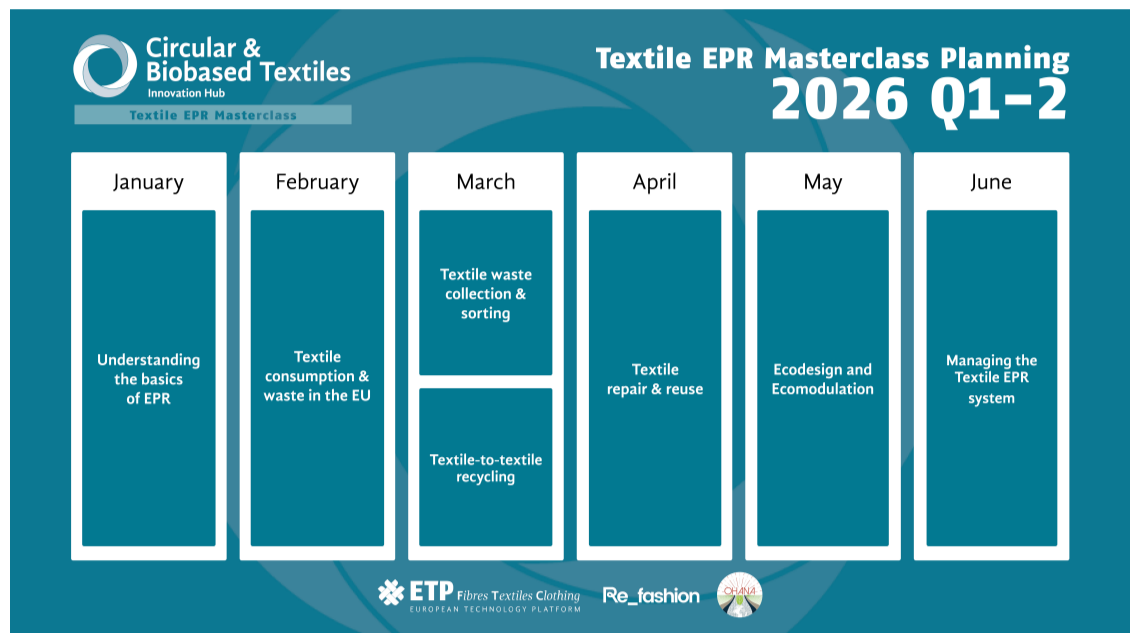 Circular &
Biobased Textiles
Innovation Hub
Textile EPR Masterclass
Textile EPR Masterclass Planning
2026 Q1–2
January
Understanding
the basics
of EPR
February
Textile
consumption &
waste in the EU
March
Textile waste
collection &
sorting
Textile-to-textile
recycling
April
Textile
repair & reuse
May
Ecodesign and
Ecomodulation
June
Managing the
Textile EPR
system
ETP Fibres Textiles Clothing
EUROPEAN TECHNOLOGY PLATFORM
Re_fashion
OHANA